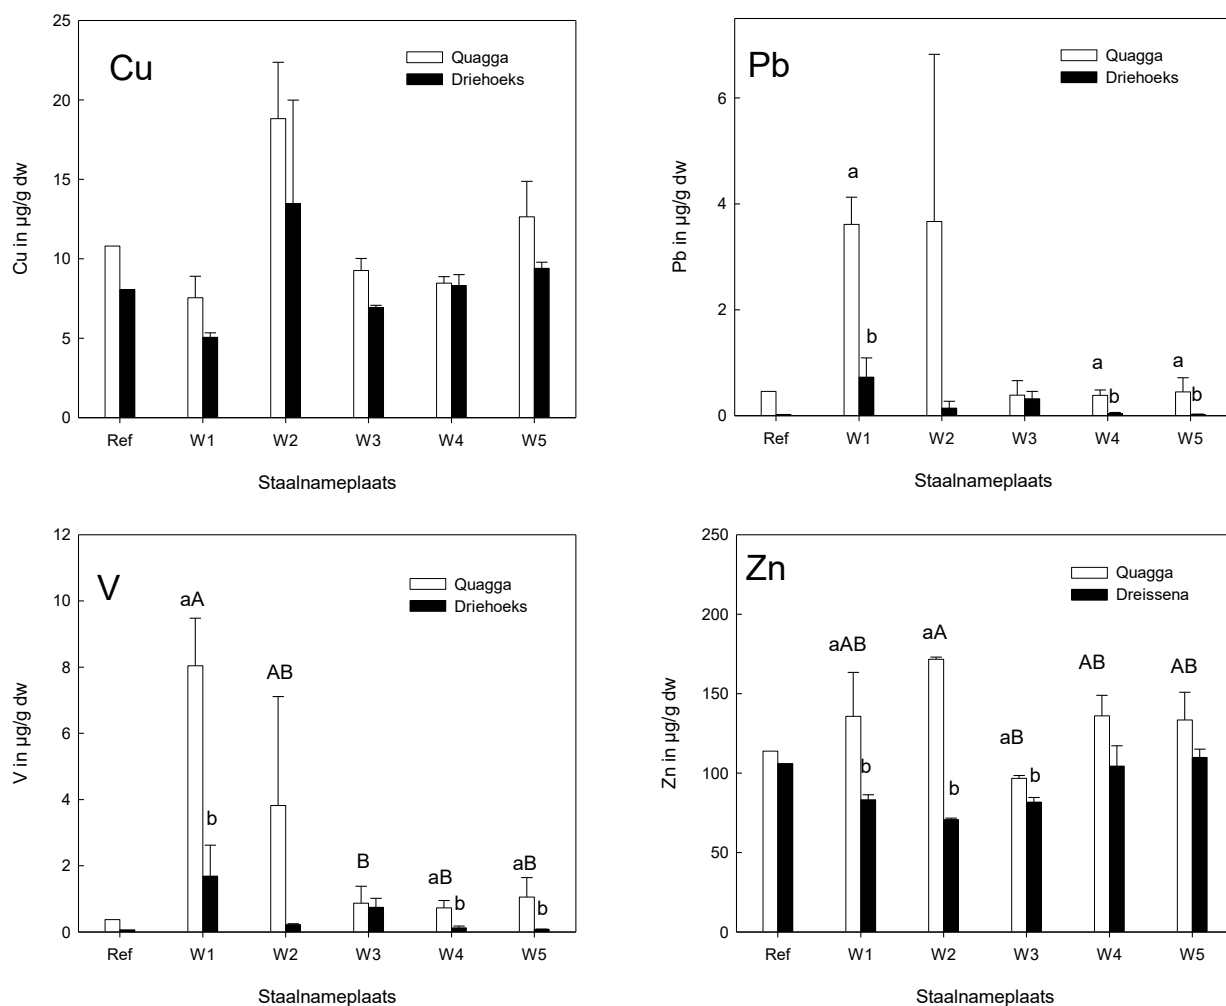 Cu
Quagga
Driehoeks
25
20
15
10
5
0
Cu in µg/g dw
Ref W1 W2 W3 W4 W5
Staalnameplaats
Pb
Quagga
Driehoeks
6
4
2
0
Pb in µg/g dw
a
b
a
b
a
b
Ref W1 W2 W3 W4 W5
Staalnameplaats
V
Quagga
Driehoeks
12
10
8
6
4
2
0
V in µg/g dw
aA
b
AB
B
aB
b
aB
b
Ref W1 W2 W3 W4 W5
Staalnameplaats
Zn
Quagga
Dreissena
250
200
150
100
50
0
Zn in µg/g dw
aAB
b
aA
b
aB
b
AB
AB
Ref W1 W2 W3 W4 W5
Staalnameplaats